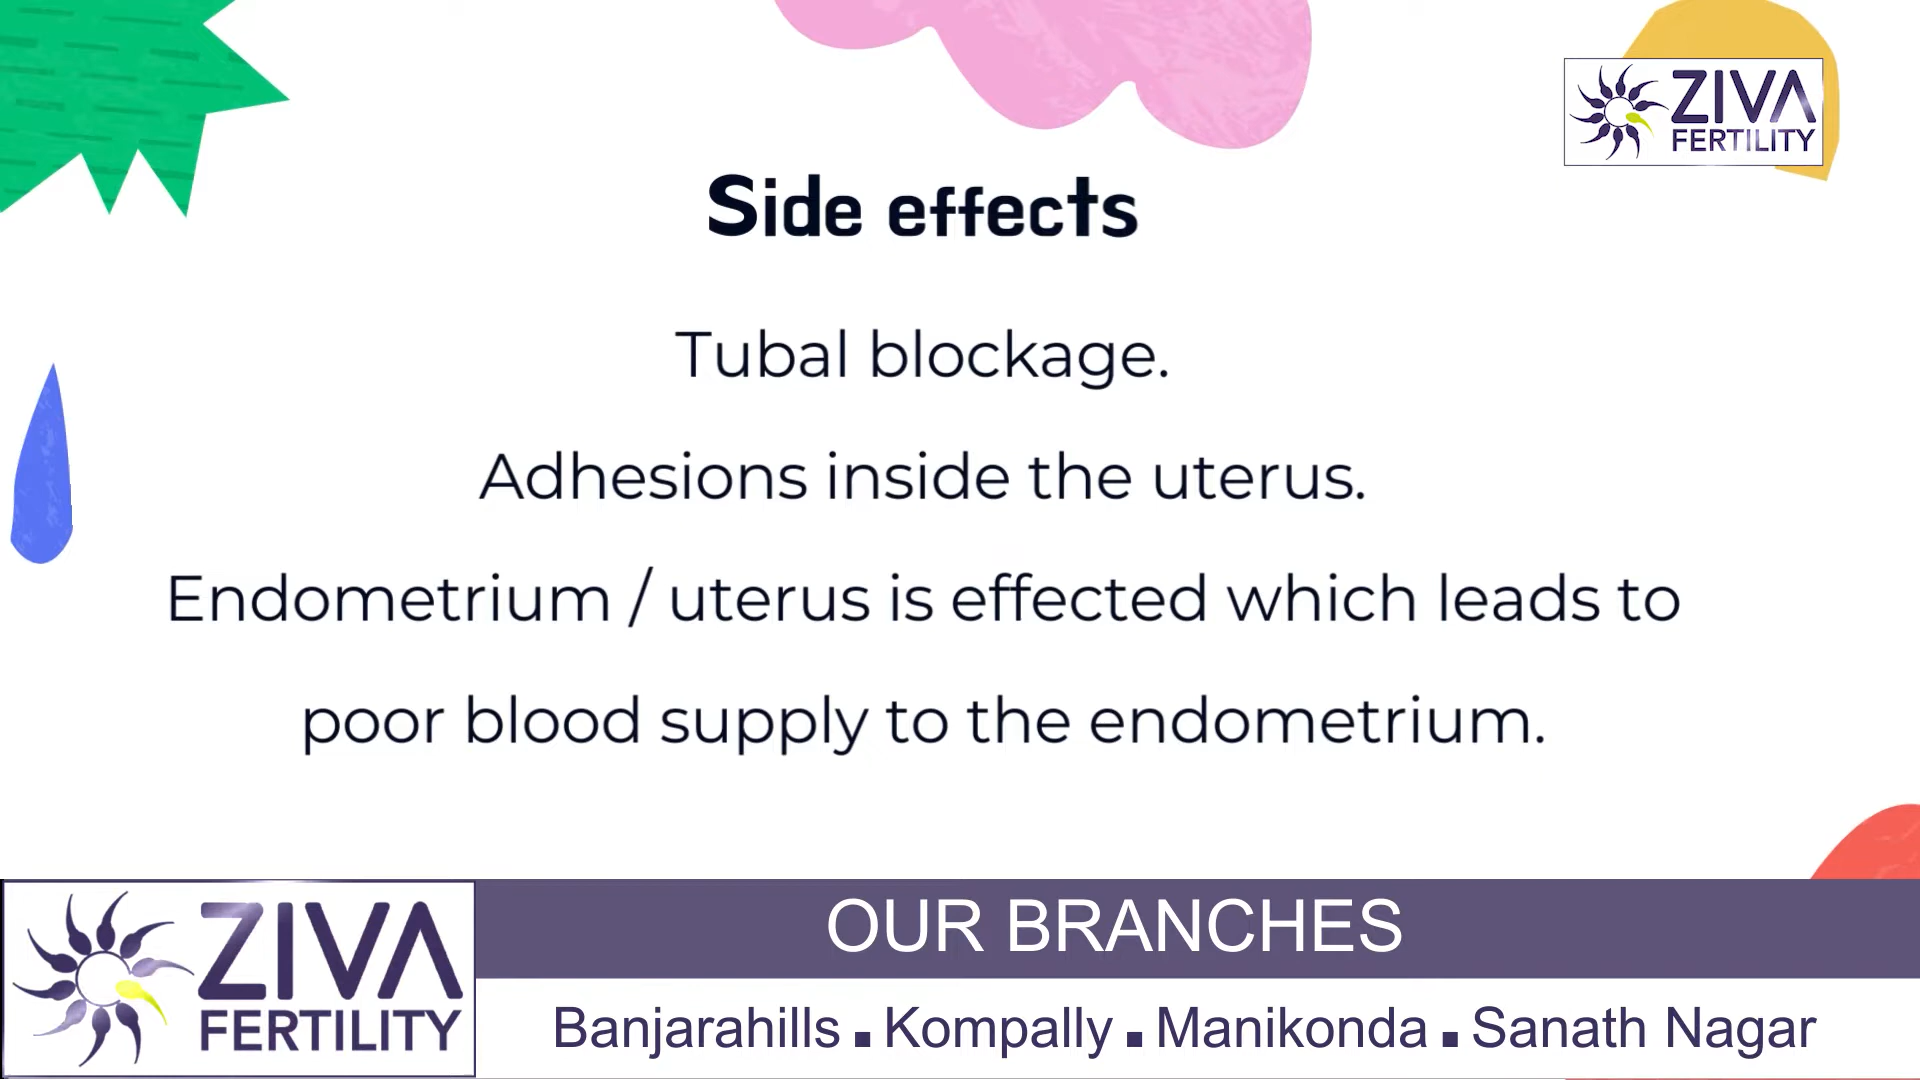 ZIVA
FERTILITY
Side effects
Tubal blockage.
Adhesions inside the uterus.
Endometrium / uterus is effected which leads to
poor blood supply to the endometrium.
ZIVA
FERTILITY
OUR BRANCHES
Banjarahills ▪ Kompally ▪ Manikonda ▪ Sanath Nagar